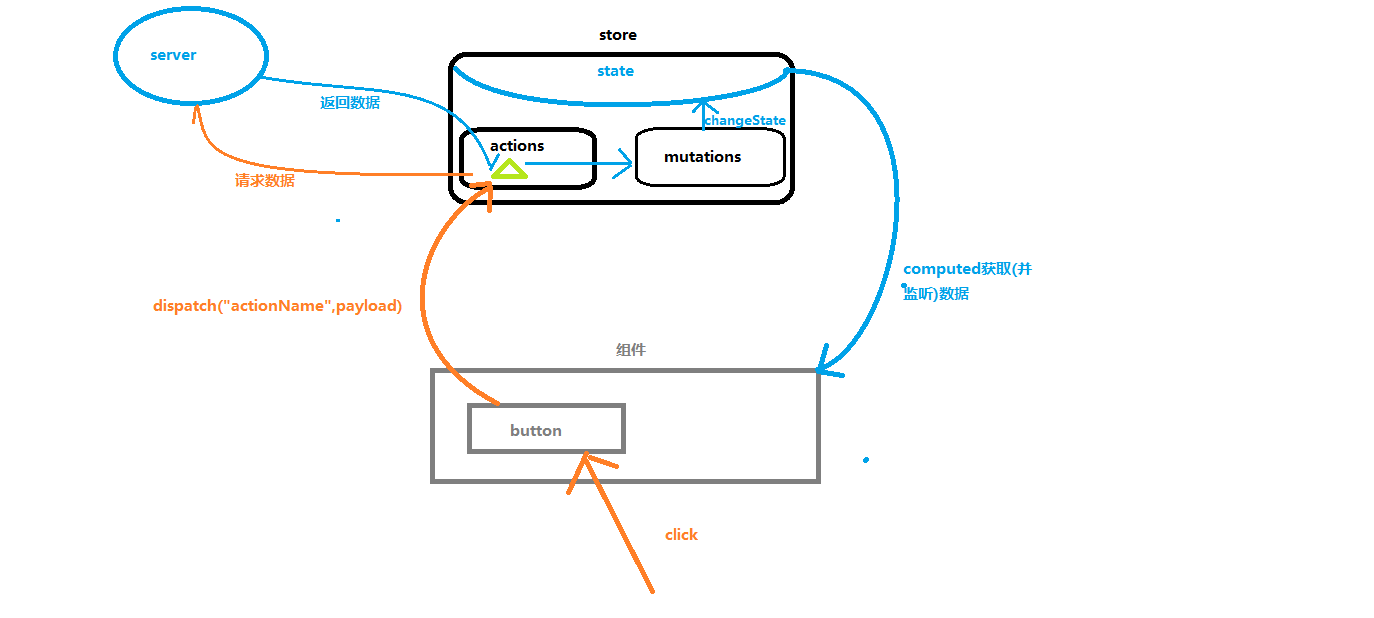 store
server
state
返回数据
changeState
actions
mutations
请求数据
computed获取(并
监听)数据
dispatch("actionName",payload)
组件
button
click